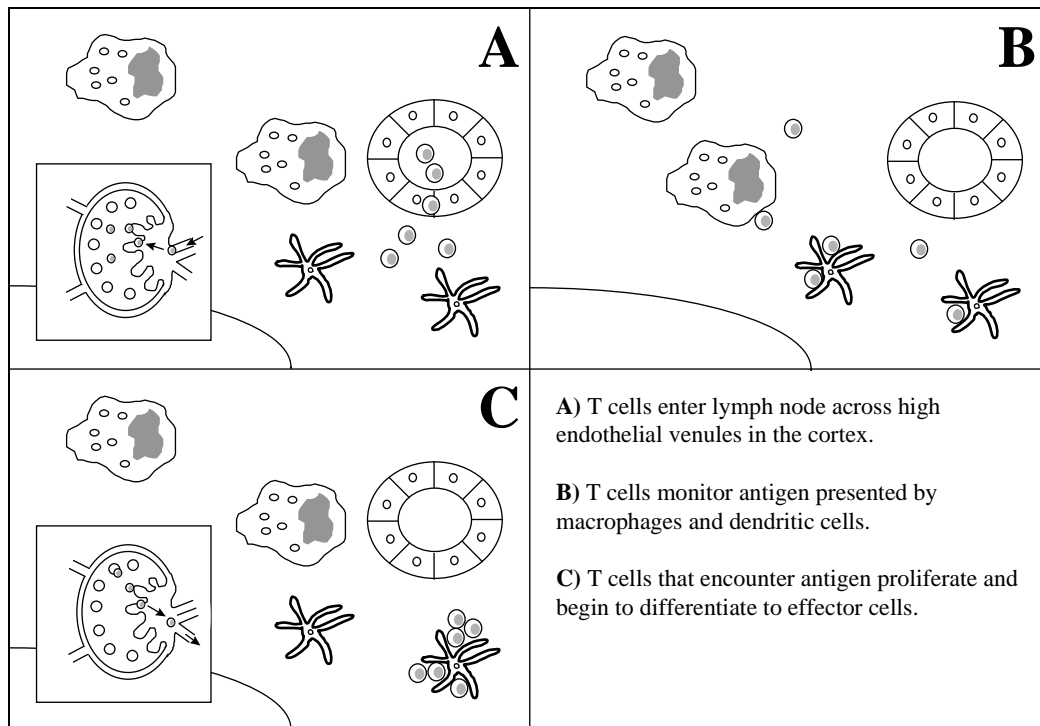 A
B
C
A) T cells enter lymph node across high
endothelial venules in the cortex.
B) T cells monitor antigen presented by
macrophages and dendritic cells.
C) T cells that encounter antigen proliferate and
begin to differentiate to effector cells.